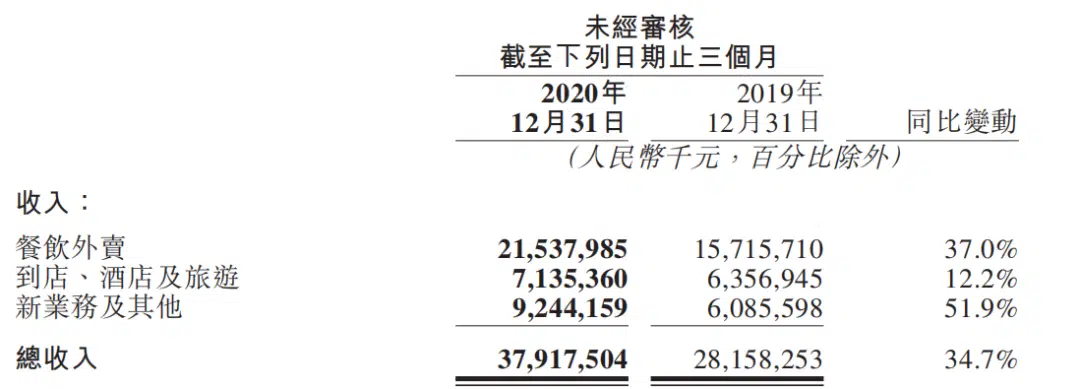 未經審核
截至下列日期止三個月
2020年 2019年
12月31日 12月31日 同比變動
（人民幣千元，百分比除外）
收入：
餐飲外賣 21,537,985 15,715,710 37.0%
到店、酒店及旅遊 7,135,360 6,356,945 12.2%
新業務及其他 9,244,159 6,085,598 51.9%
總收入 37,917,504 28,158,253 34.7%